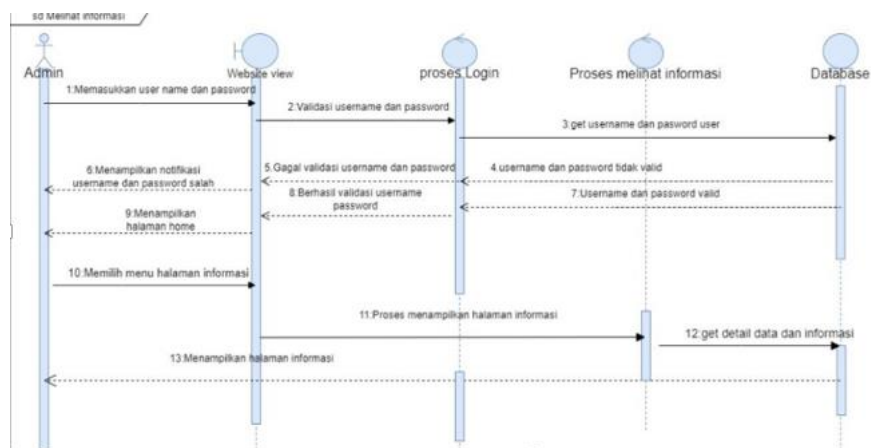 sd Melihat informasi
Admin
Website view
proses Login
Proses melihat informasi
Database
1:Memasukkan user name dan password
2:Validasi username dan password
3:get username dan pasword user
4.username dan password tidak valid
5.Gagal validasi username dan password
6:Menampilkan notifikasi
username dan password salah
7:Username dan password valid
8:Berhasil validasi username
password
9:Menampilkan
halaman home
10:Memilih menu halaman informasi
11:Proses menampilkan halaman informasi
12:get detail data dan informasi
13:Menampilkan halaman informasi